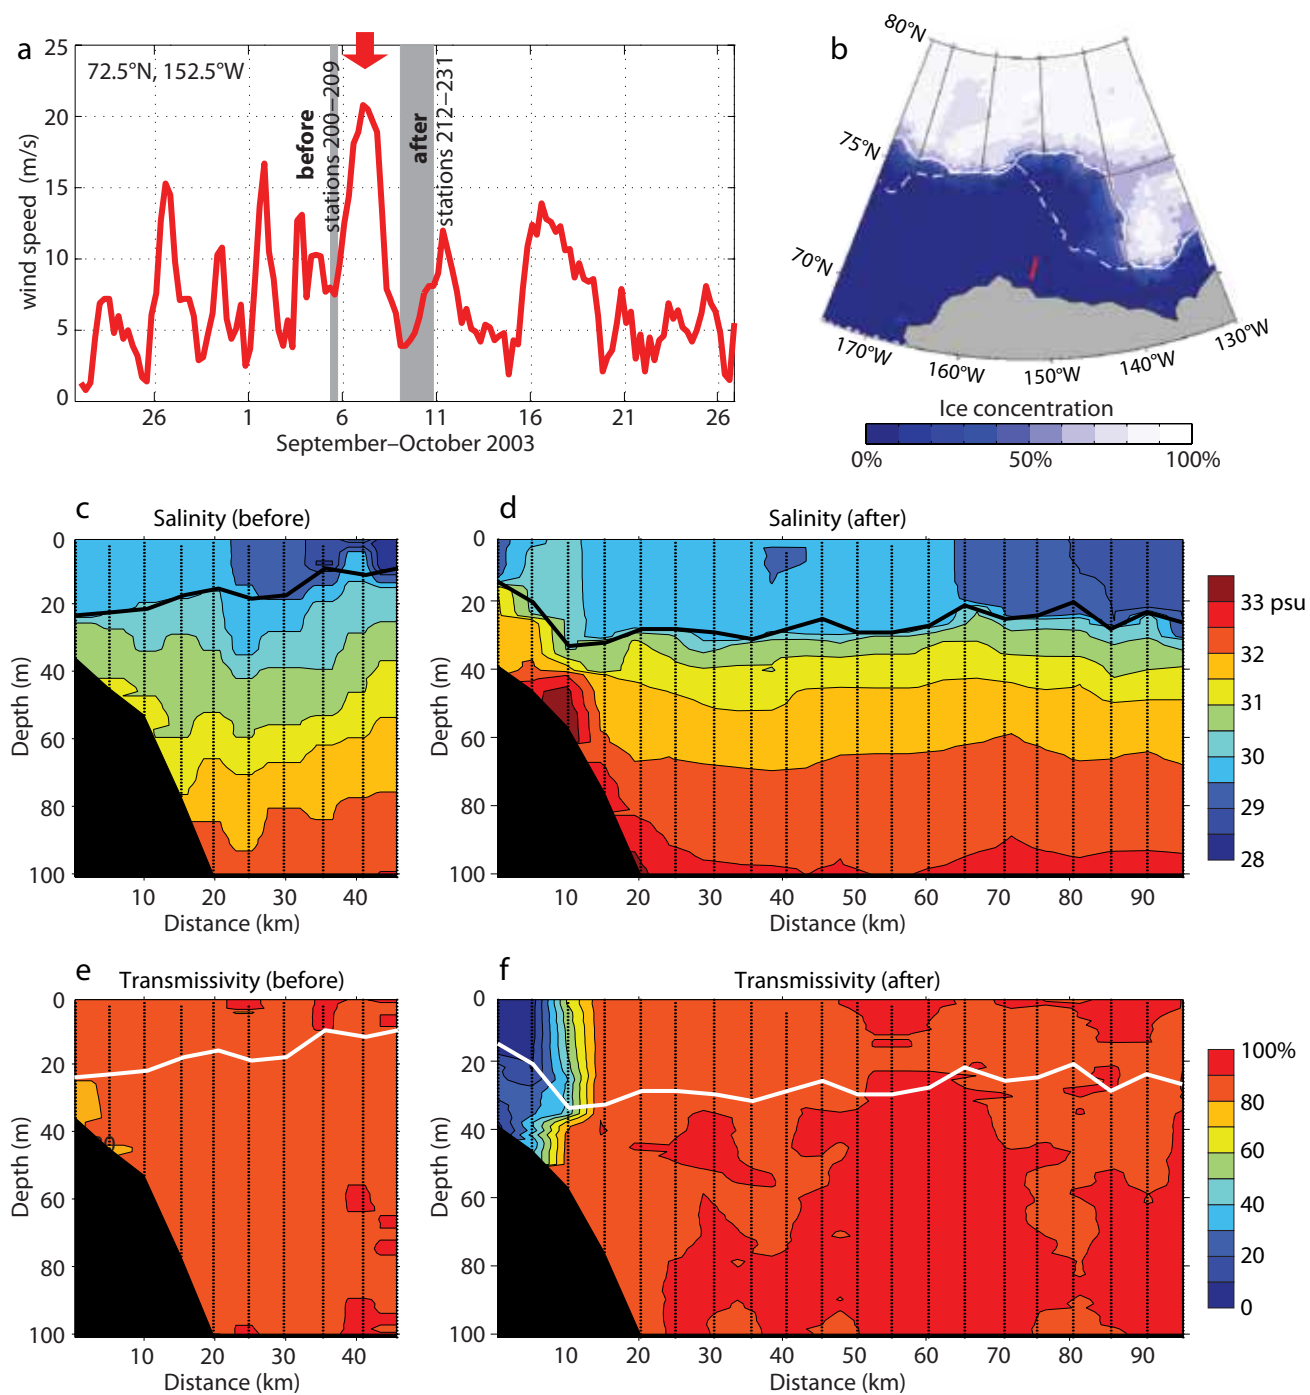 a
25
20
15
10
5
0
wind speed (m/s)
72.5°N, 152.5°W
before
stations 200–209
after
stations 212–231
26
1
6
11
16
21
26
September–October 2003
b
80°N
75°N
70°N
170°W
160°W
150°W
140°W
130°W
Ice concentration
0%
50%
100%
c
Salinity (before)
0
20
40
60
80
100
Depth (m)
10
20
30
40
Distance (km)
d
Salinity (after)
0
20
40
60
80
100
Depth (m)
10
20
30
40
50
60
70
80
90
Distance (km)
33 psu
32
31
30
29
28
e
Transmissivity (before)
0
20
40
60
80
100
Depth (m)
10
20
30
40
Distance (km)
f
Transmissivity (after)
0
20
40
60
80
100
Depth (m)
10
20
30
40
50
60
70
80
90
Distance (km)
100%
80
60
40
20
0